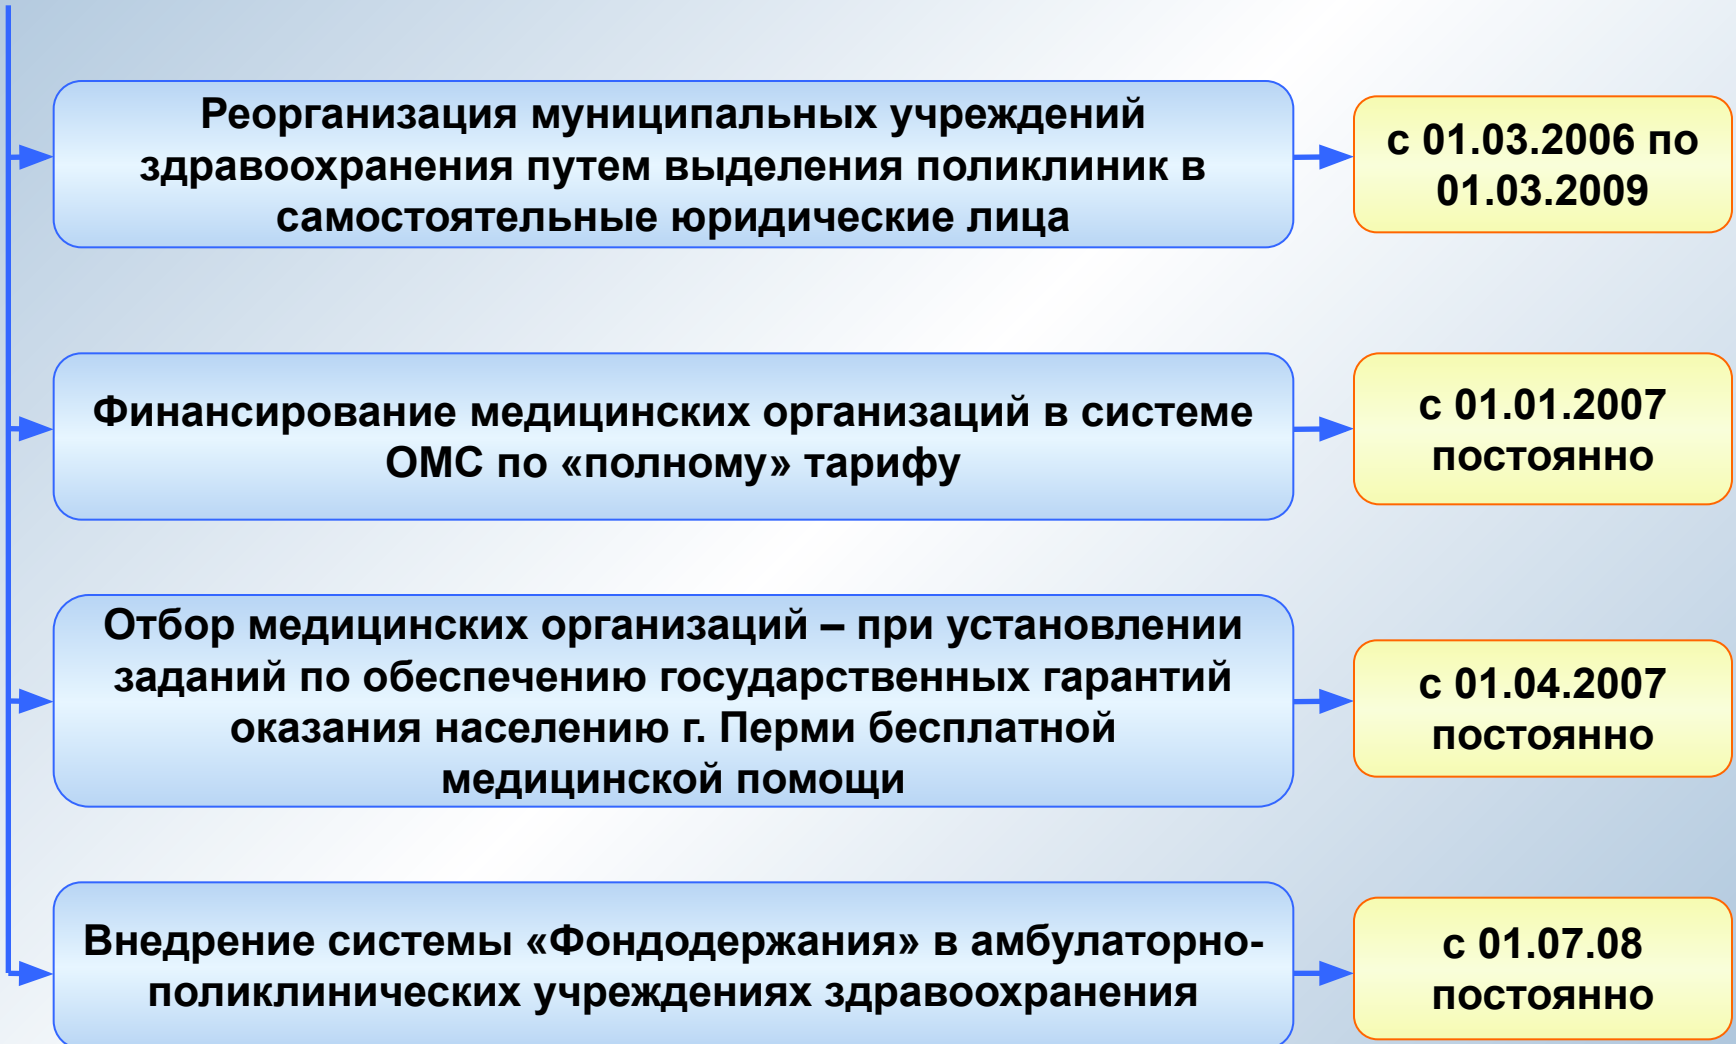 Реорганизация муниципальных учреждений
здравоохранения путем выделения поликлиник в
самостоятельные юридические лица
с 01.03.2006 по
01.03.2009
Финансирование медицинских организаций в системе
ОМС по «полному» тарифу
с 01.01.2007
постоянно
Отбор медицинских организаций – при установлении
заданий по обеспечению государственных гарантий
оказания населению г. Перми бесплатной
медицинской помощи
с 01.04.2007
постоянно
Внедрение системы «Фондодержания» в амбулаторно-
поликлинических учреждениях здравоохранения
с 01.07.08
постоянно